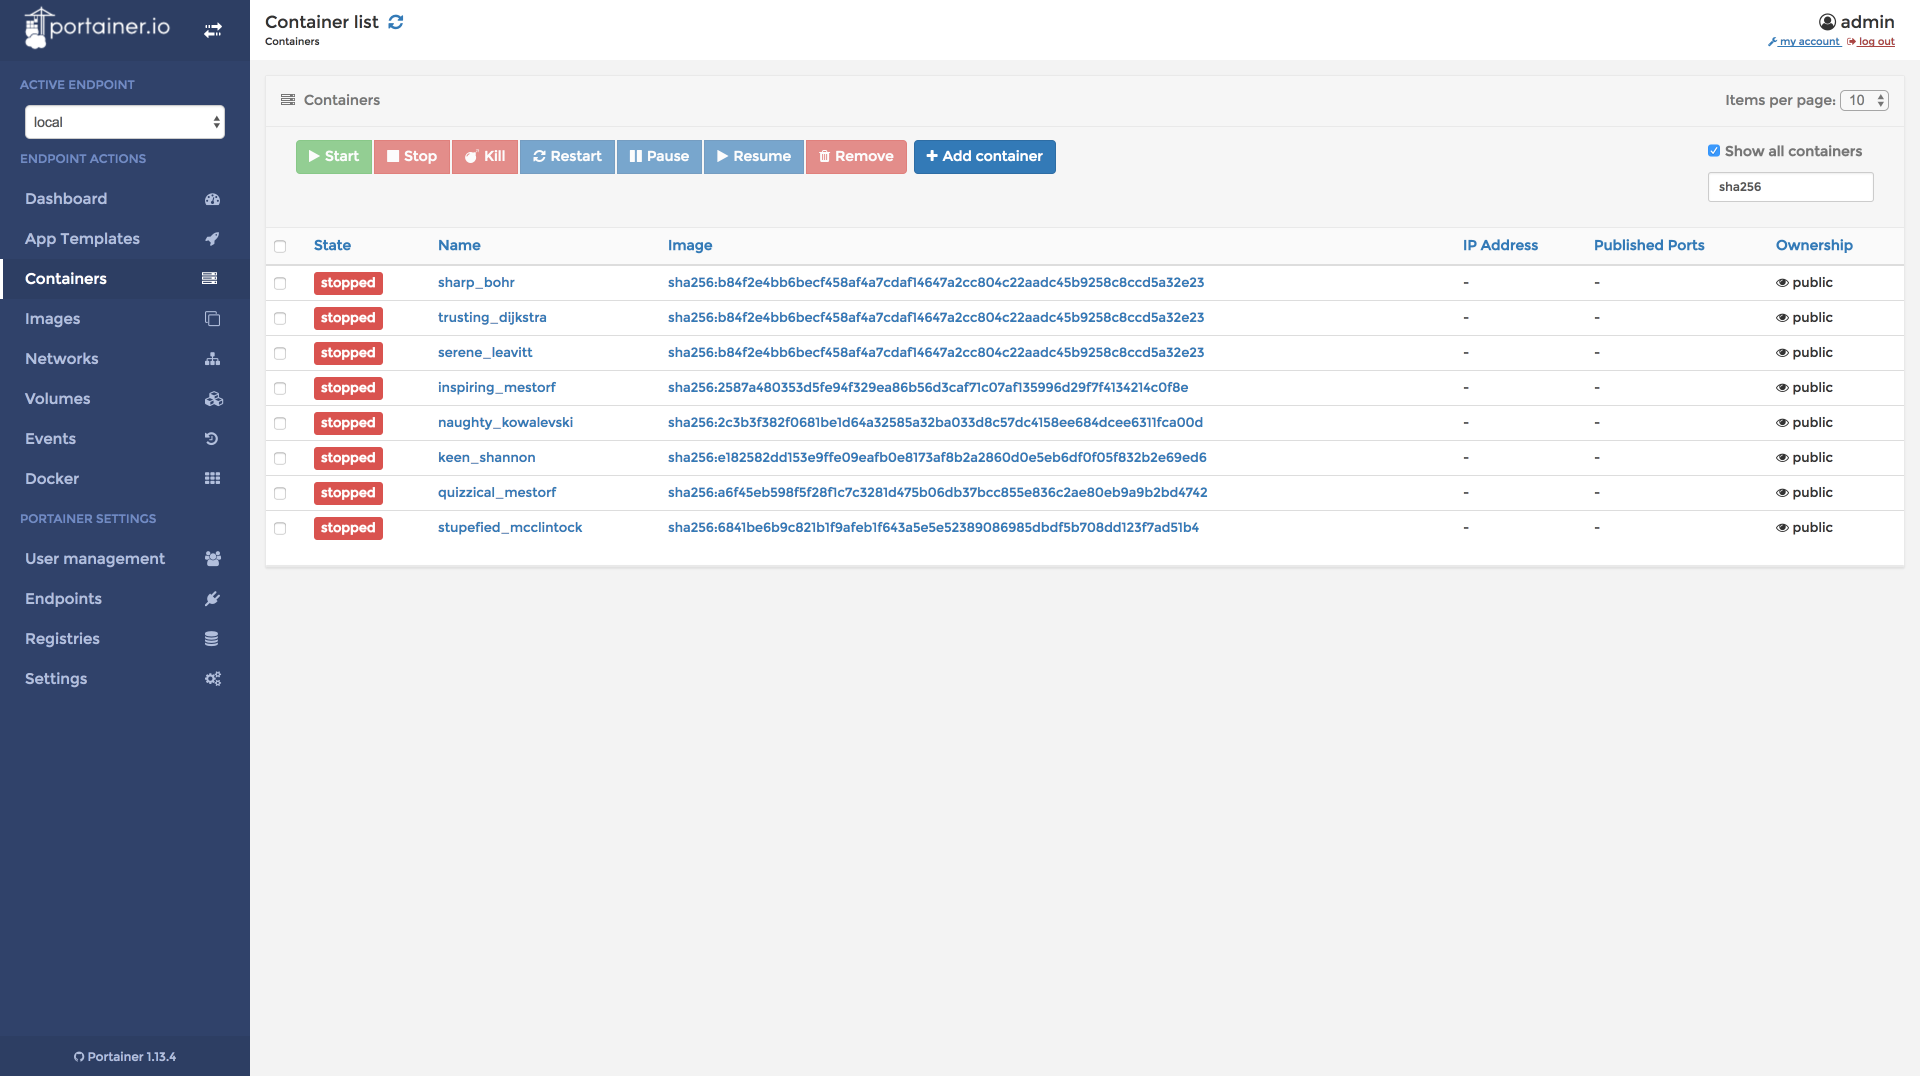 portainer.io
ACTIVE ENDPOINT
local
ENDPOINT ACTIONS
Dashboard
App Templates
Containers
Images
Networks
Volumes
Events
Docker
PORTAINER SETTINGS
User management
Endpoints
Registries
Settings
Portainer 1.13.4
Container list
Containers
admin
my account log out
Containers
Items per page: 10
Start Stop Kill Restart Pause Resume Remove Add container
Show all containers
sha256
State Name Image IP Address Published Ports Ownership
stopped sharp_bohr sha256:b84f2e4bb6becf458af4a7cdaf14647a2cc804c22aadc45b9258c8ccd5a32e23 - - public
stopped trusting_dijkstra sha256:b84f2e4bb6becf458af4a7cdaf14647a2cc804c22aadc45b9258c8ccd5a32e23 - - public
stopped serene_leavitt sha256:b84f2e4bb6becf458af4a7cdaf14647a2cc804c22aadc45b9258c8ccd5a32e23 - - public
stopped inspiring_mestorf sha256:2587a480353d5fe94f329ea86b56d3caf71c07af135996d29f7f4134214c0f8e - - public
stopped naughty_kowalevski sha256:2c3b3f382f0681be1d64a32585a32ba033d8c57dc4158ee684dcee6311fca00d - - public
stopped keen_shannon sha256:e182582dd153e9ffe09eafb0e8173af8b2a2860d0e5eb6df0f05f832b2e69ed6 - - public
stopped quizzical_mestorf sha256:a6f45eb598f5f28f1c7c3281d475b06db37bcc855e836c2ae80eb9a9b2bd4742 - - public
stopped stupefied_mcclintock sha256:6841be6b9c821b1f9afeb1f643a5e5e52389086985dbdf5b708dd123f7ad51b4 - - public